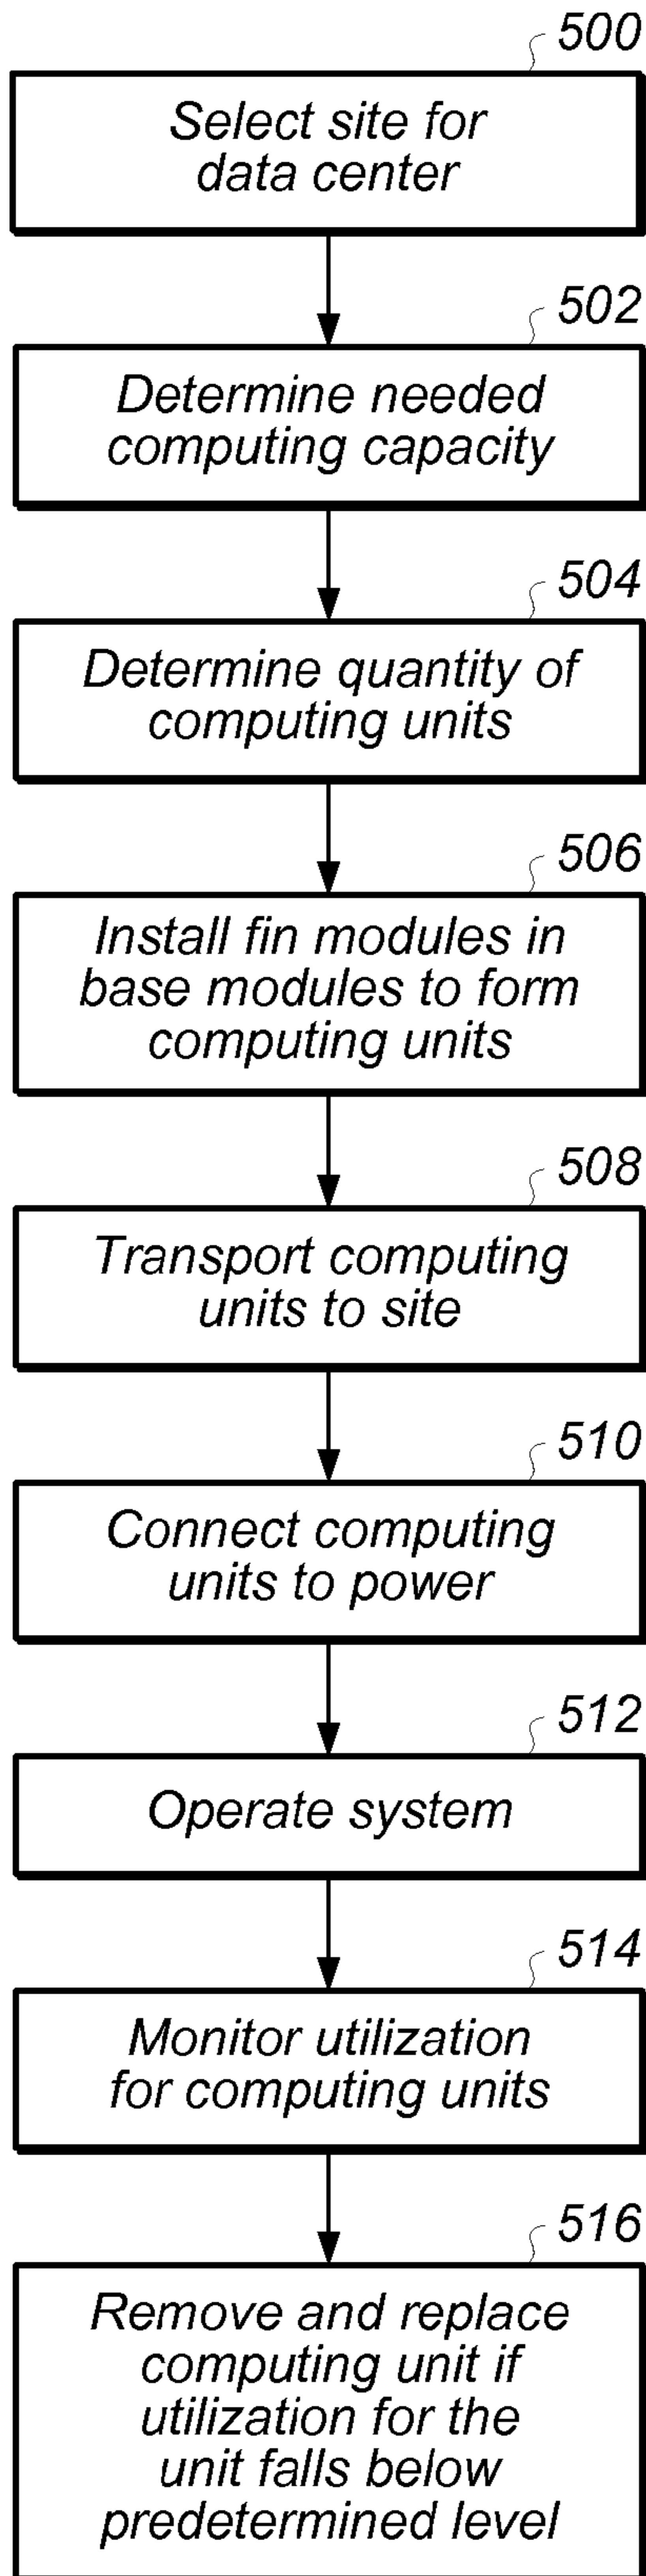 500
Select site for
data center
502
Determine needed
computing capacity
504
Determine quantity of
computing units
506
Install fin modules in
base modules to form
computing units
508
Transport computing
units to site
510
Connect computing
units to power
512
Operate system
514
Monitor utilization
for computing units
516
Remove and replace
computing unit if
utilization for the
unit falls below
predetermined level